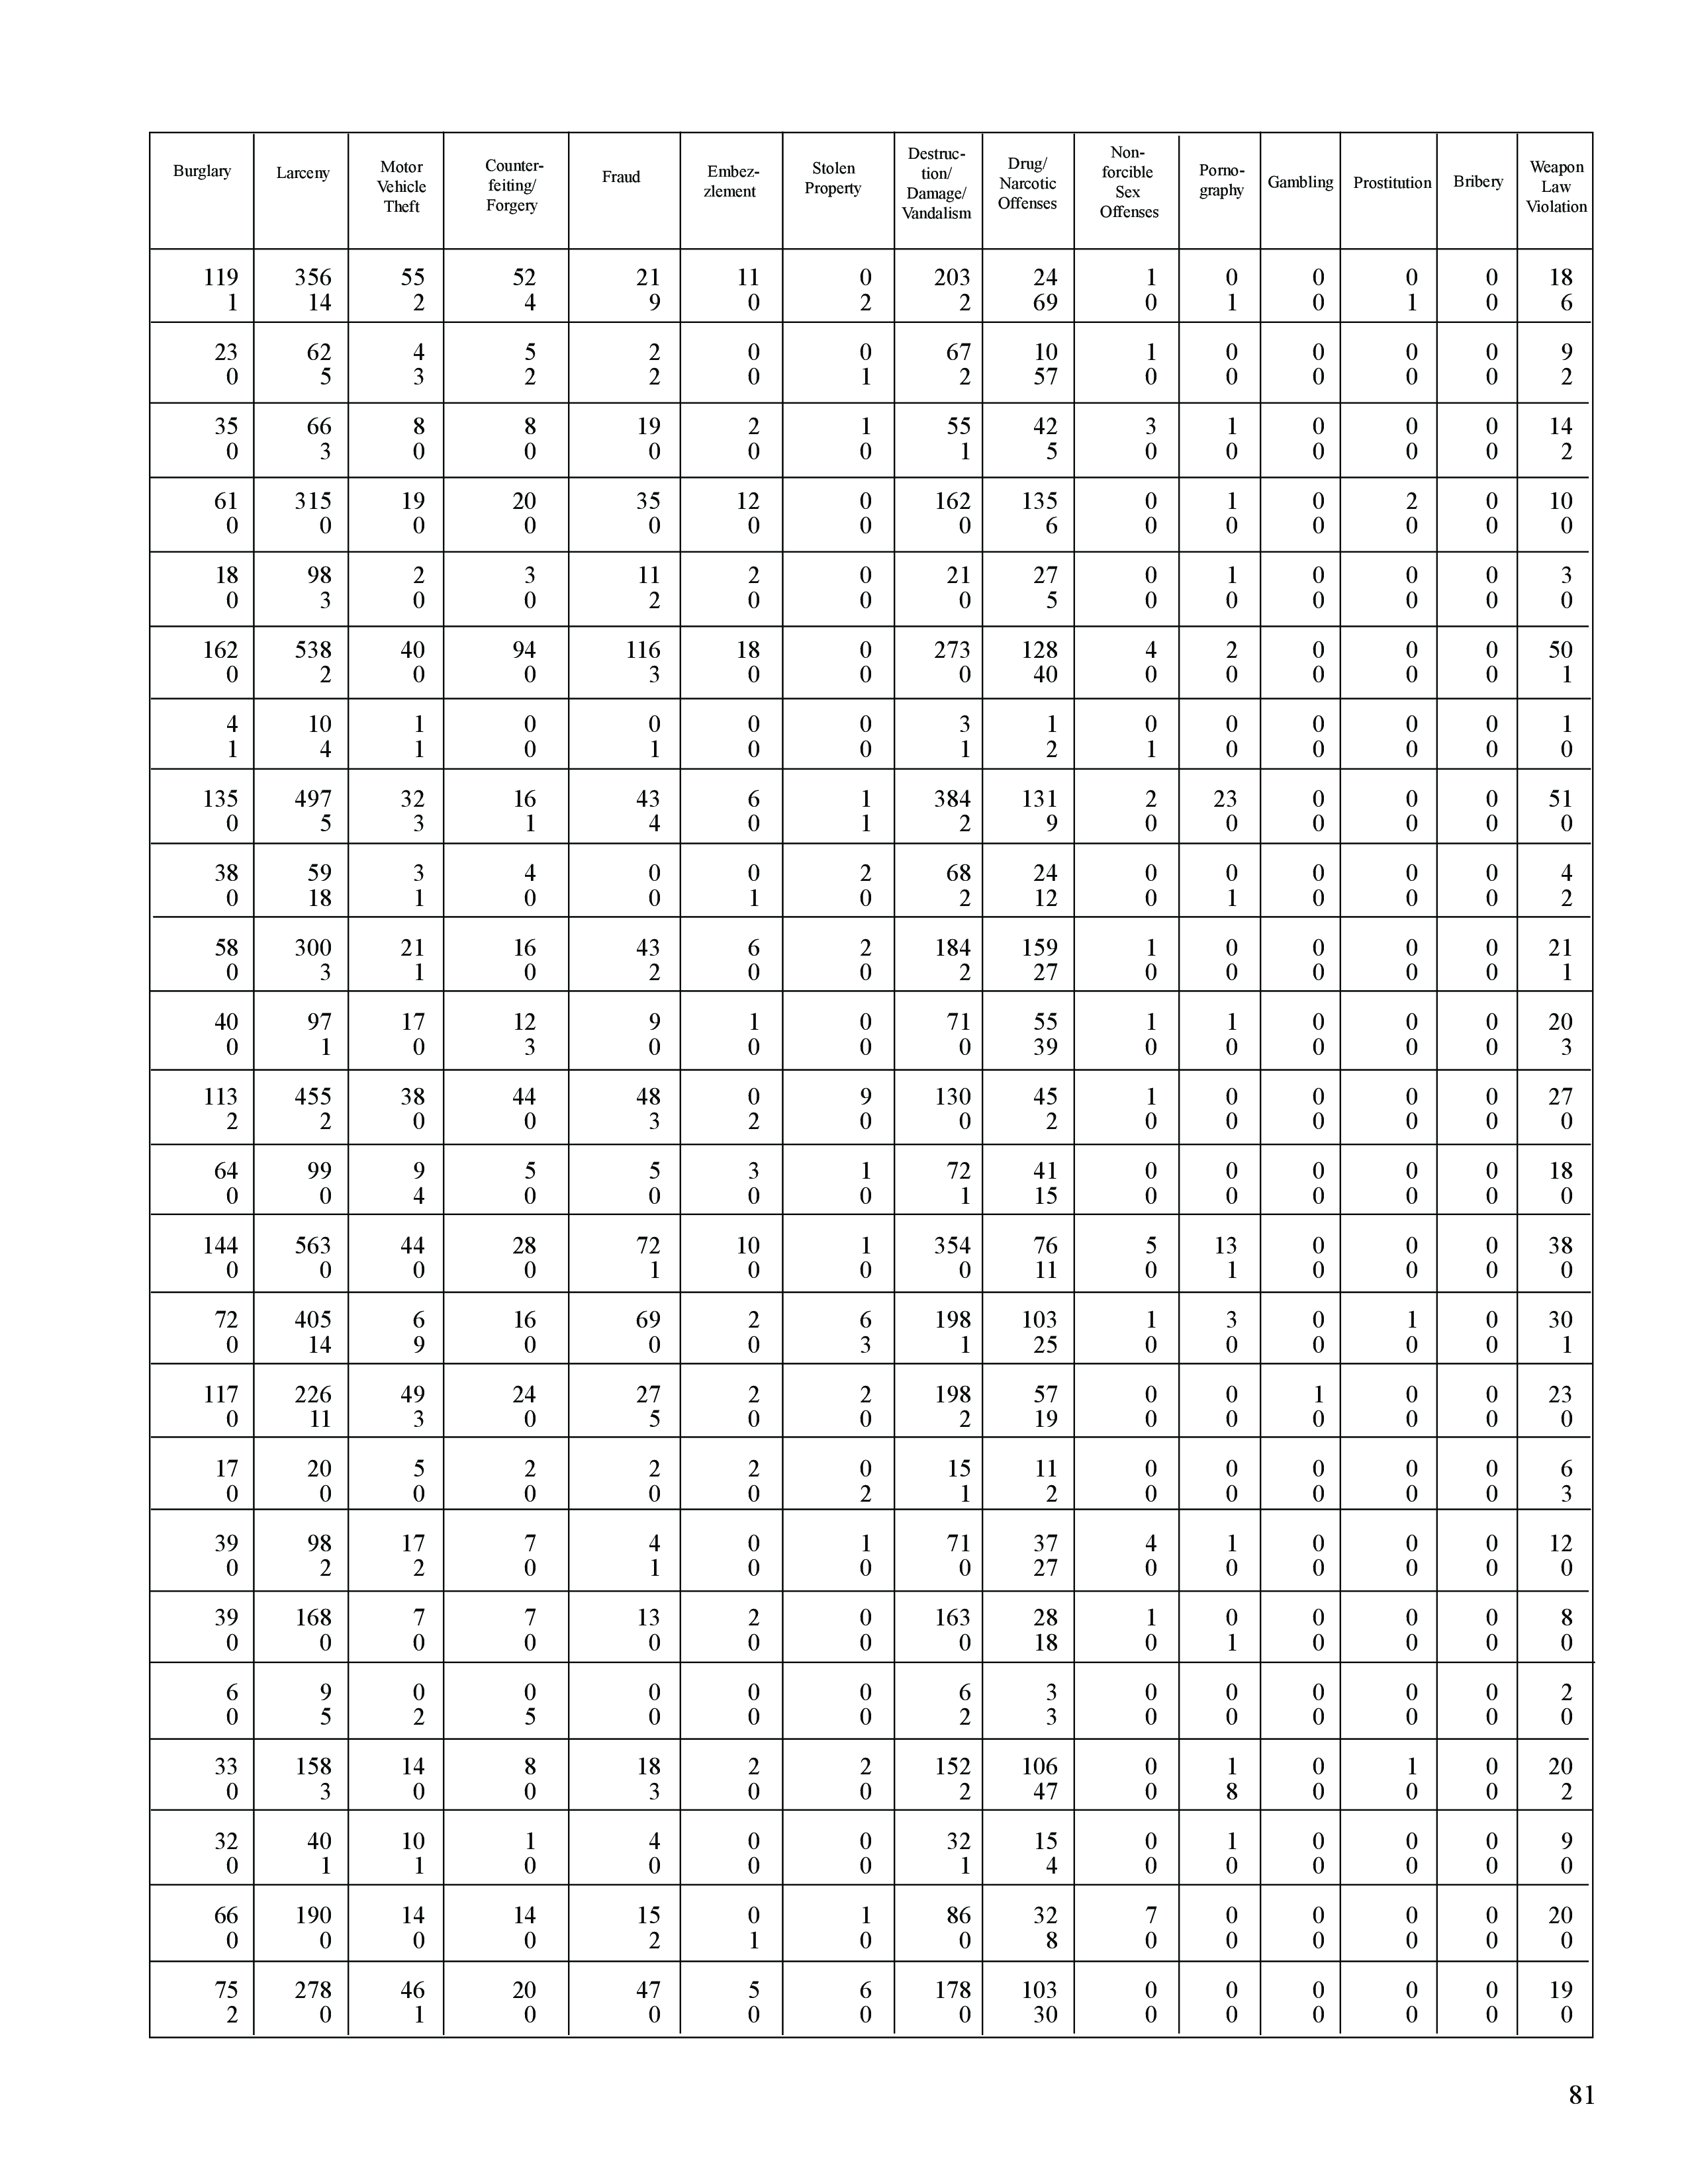 Burglary Larceny Motor Vehicle Theft Counter-feiting/ Forgery Fraud Embez-zlement Stolen Property Destruc-tion/ Damage/ Vandalism Drug/ Narcotic Offenses Non-forcible Sex Offenses Porno-graphy Gambling Prostitution Bribery Weapon Law Violation
119 356 55 52 21 11 0 203 24 1 0 0 0 0 18
1 14 2 4 9 0 2 2 69 0 1 0 1 0 6
23 62 4 5 2 0 0 67 10 1 0 0 0 0 9
0 5 3 2 2 0 1 2 57 0 0 0 0 0 2
35 66 8 8 19 2 1 55 42 3 1 0 0 0 14
0 3 0 0 0 0 0 1 5 0 0 0 0 0 2
61 315 19 20 35 12 0 162 135 0 1 0 2 0 10
0 0 0 0 0 0 0 0 6 0 0 0 0 0 0
18 98 2 3 11 2 0 21 27 0 1 0 0 0 3
0 3 0 0 2 0 0 0 5 0 0 0 0 0 0
162 538 40 94 116 18 0 273 128 4 2 0 0 0 50
0 2 0 0 3 0 0 0 40 0 0 0 0 0 1
4 10 1 0 0 0 0 3 1 0 0 0 0 0 1
1 4 1 0 1 0 0 1 2 1 0 0 0 0 0
135 497 32 16 43 6 1 384 131 2 23 0 0 0 51
0 5 3 1 4 0 1 2 9 0 0 0 0 0 0
38 59 3 4 0 0 2 68 24 0 0 0 0 0 4
0 18 1 0 0 1 0 2 12 0 1 0 0 0 2
58 300 21 16 43 6 2 184 159 1 0 0 0 0 21
0 3 1 0 2 0 0 2 27 0 0 0 0 0 1
40 97 17 12 9 1 0 71 55 1 1 0 0 0 20
0 1 0 3 0 0 0 0 39 0 0 0 0 0 3
113 455 38 44 48 0 9 130 45 1 0 0 0 0 27
2 2 0 0 3 2 0 0 2 0 0 0 0 0 0
64 99 9 5 5 3 1 72 41 0 0 0 0 0 18
0 0 4 0 0 0 0 1 15 0 0 0 0 0 0
144 563 44 28 72 10 1 354 76 5 13 0 0 0 38
0 0 0 0 1 0 0 0 11 0 1 0 0 0 0
72 405 6 16 69 2 6 198 103 1 3 0 1 0 30
0 14 9 0 0 0 3 1 25 0 0 0 0 0 1
117 226 49 24 27 2 2 198 57 0 0 1 0 0 23
0 11 3 0 5 0 0 2 19 0 0 0 0 0 0
17 20 5 2 2 2 0 15 11 0 0 0 0 0 6
0 0 0 0 0 0 2 1 2 0 0 0 0 0 3
39 98 17 7 4 0 1 71 37 4 1 0 0 0 12
0 2 2 0 1 0 0 0 27 0 0 0 0 0 0
39 168 7 7 13 2 0 163 28 1 0 0 0 0 8
0 0 0 0 0 0 0 0 18 0 1 0 0 0 0
6 9 0 0 0 0 0 6 3 0 0 0 0 0 2
0 5 2 5 0 0 0 2 3 0 0 0 0 0 0
33 158 14 8 18 2 2 152 106 0 1 0 1 0 20
0 3 0 0 3 0 0 2 47 0 8 0 0 0 2
32 40 10 1 4 0 0 32 15 0 1 0 0 0 9
0 1 1 0 0 0 0 1 4 0 0 0 0 0 0
66 190 14 14 15 0 1 86 32 7 0 0 0 0 20
0 0 0 0 2 1 0 0 8 0 0 0 0 0 0
75 278 46 20 47 5 6 178 103 0 0 0 0 0 19
2 0 1 0 0 0 0 0 30 0 0 0 0 0 0
81